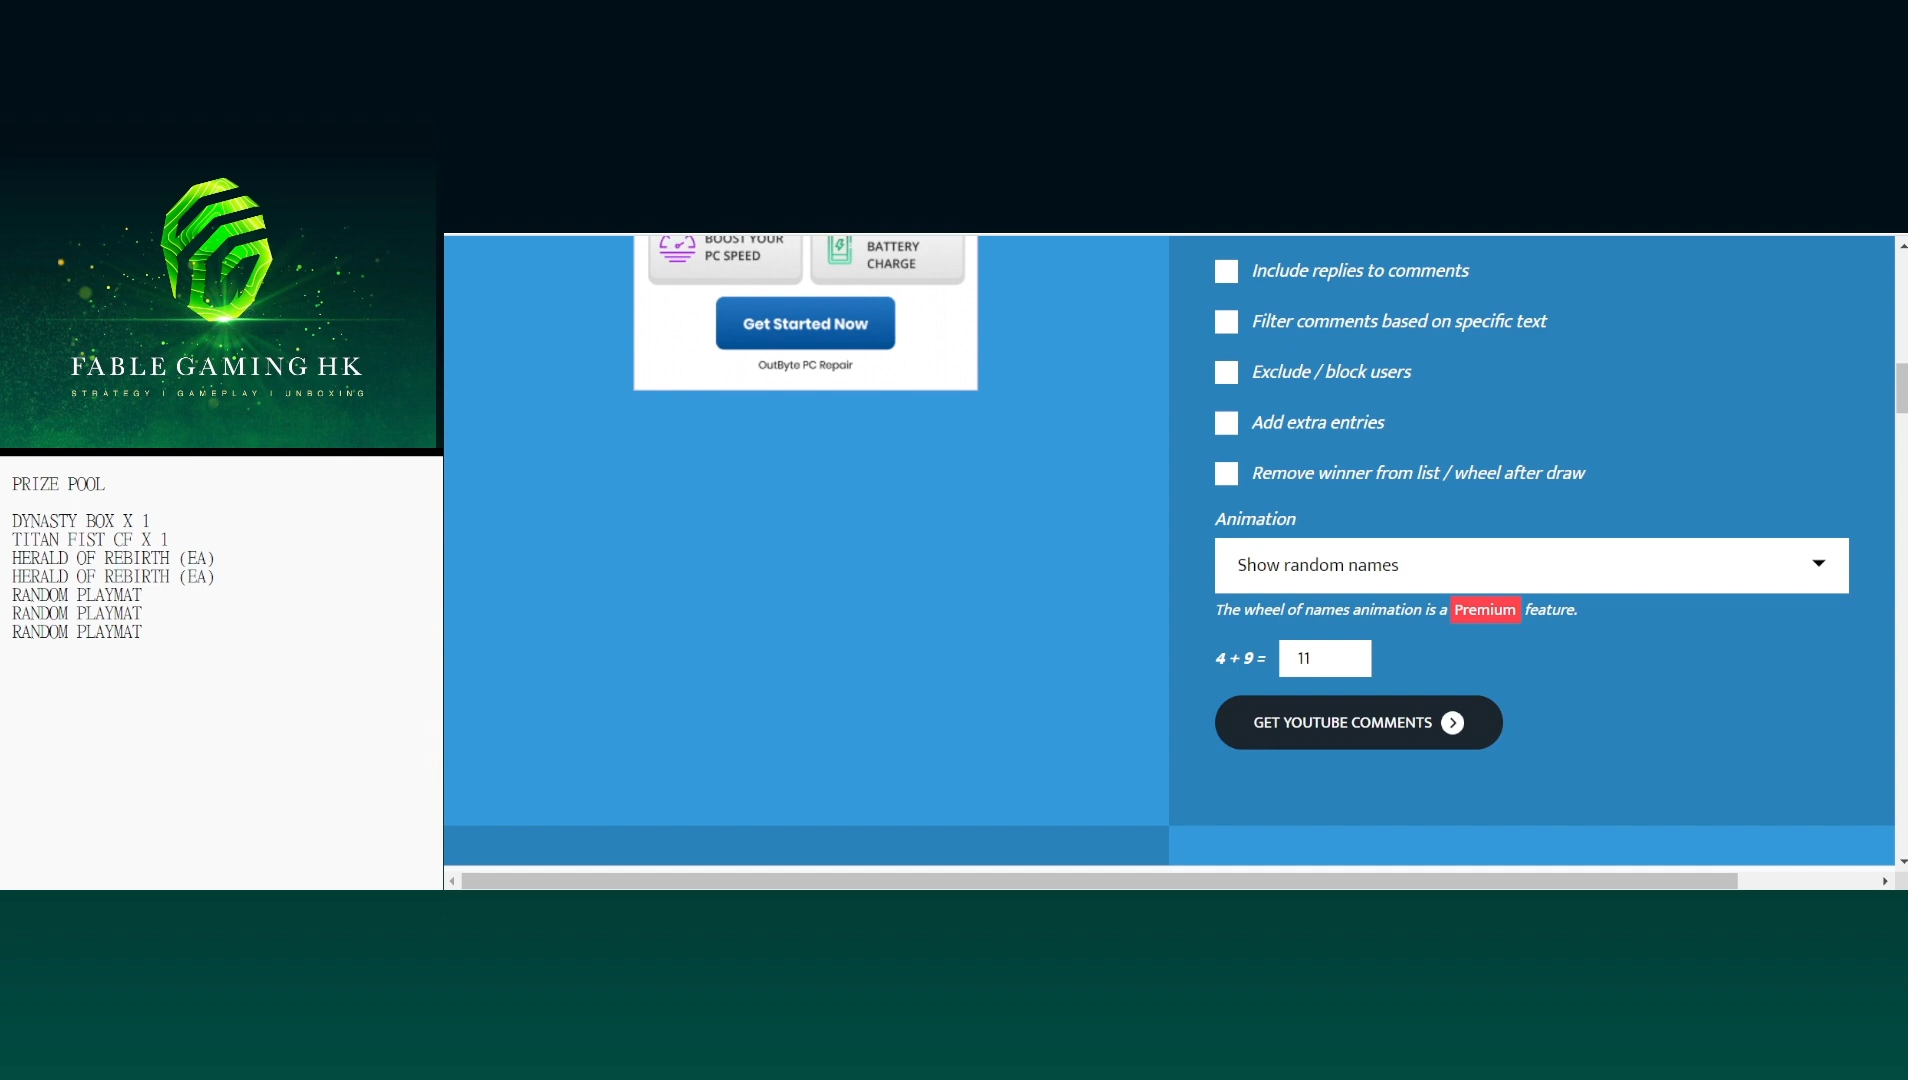 FABLE GAMING HK
STRATEGY | GAMEPLAY | UNBOXING
PRIZE POOL
DYNASTY BOX X 1
TITAN FIST CF X 1
HERALD OF REBIRTH (EA)
HERALD OF REBIRTH (EA)
RANDOM PLAYMAT
RANDOM PLAYMAT
RANDOM PLAYMAT
BOOST YOUR
PC SPEED
BATTERY
CHARGE
Get Started Now
OutByte PC Repair
Include replies to comments
Filter comments based on specific text
Exclude / block users
Add extra entries
Remove winner from list / wheel after draw
Animation
Show random names
The wheel of names animation is a Premium feature.
4 + 9 = 11
GET YOUTUBE COMMENTS